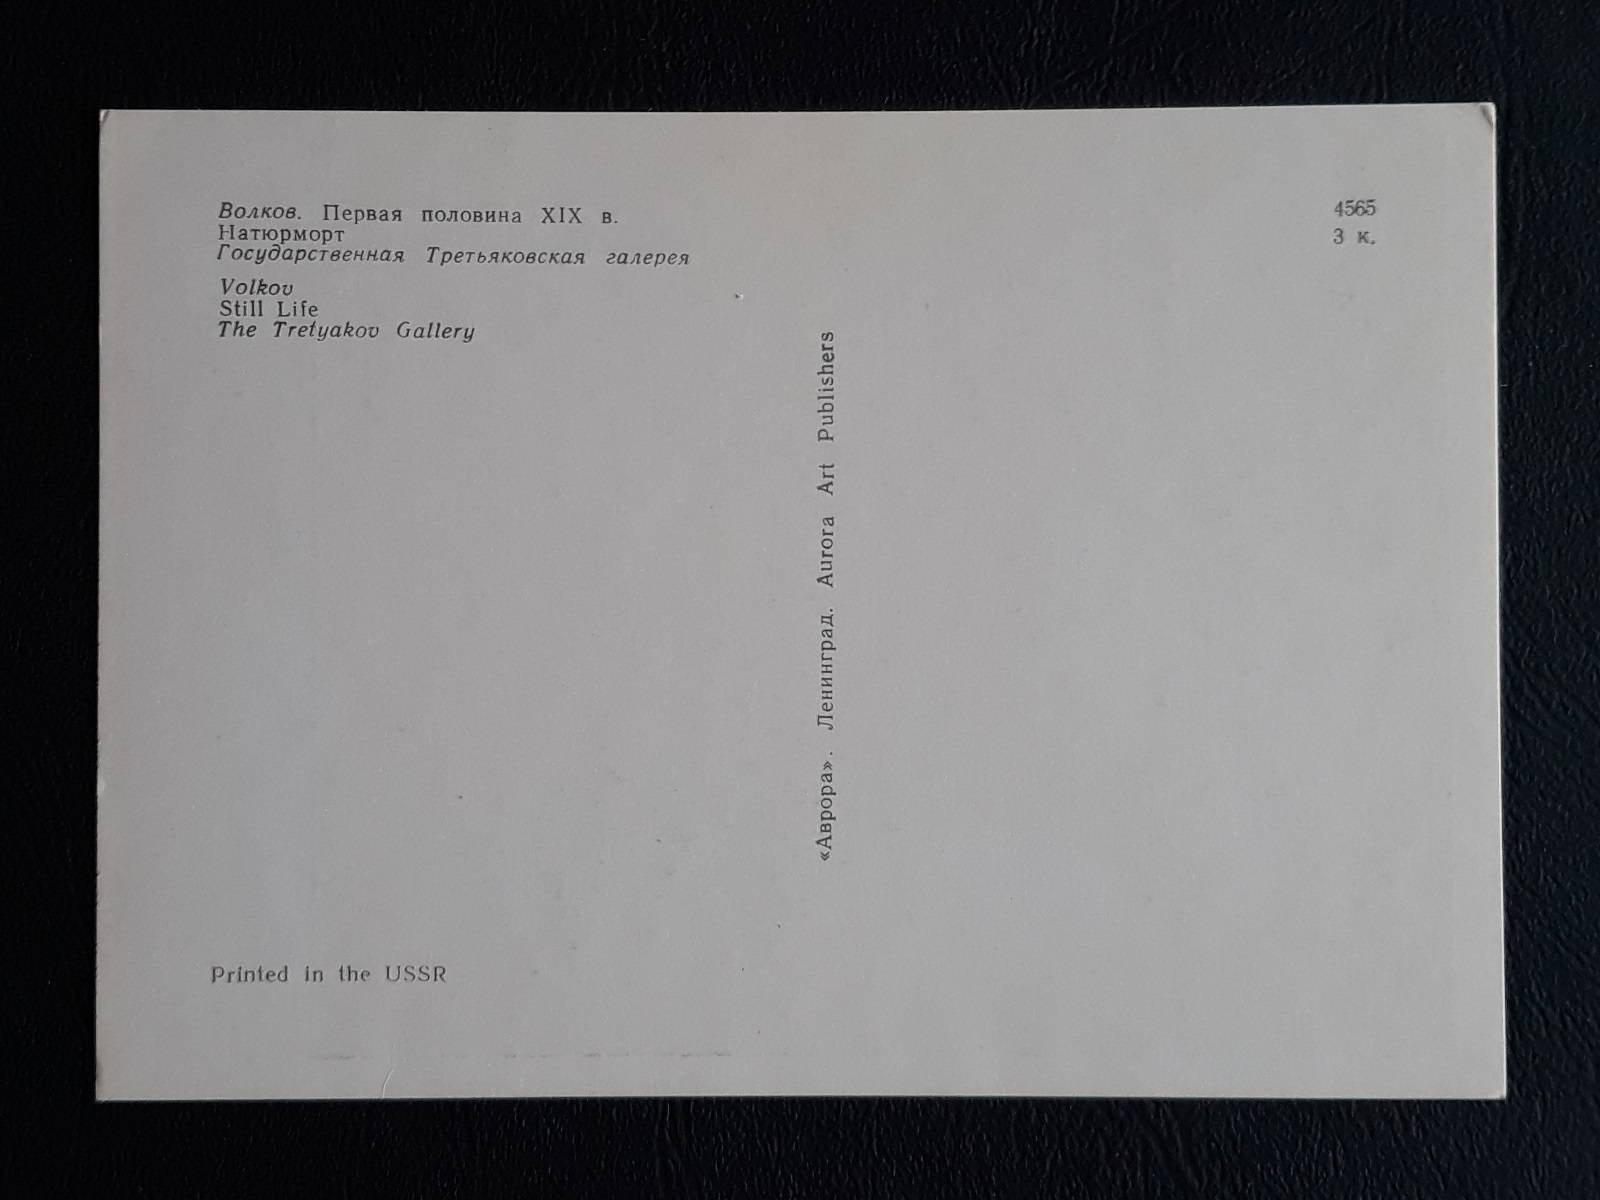 Волков. Первая половина XIX в.
Натюрморт
Государственная Третьяковская галерея
Volkov
Still Life
The Tretyakov Gallery
4565
3 к.
«Аврора». Ленинград. Aurora Art Publishers
Printed in the USSR